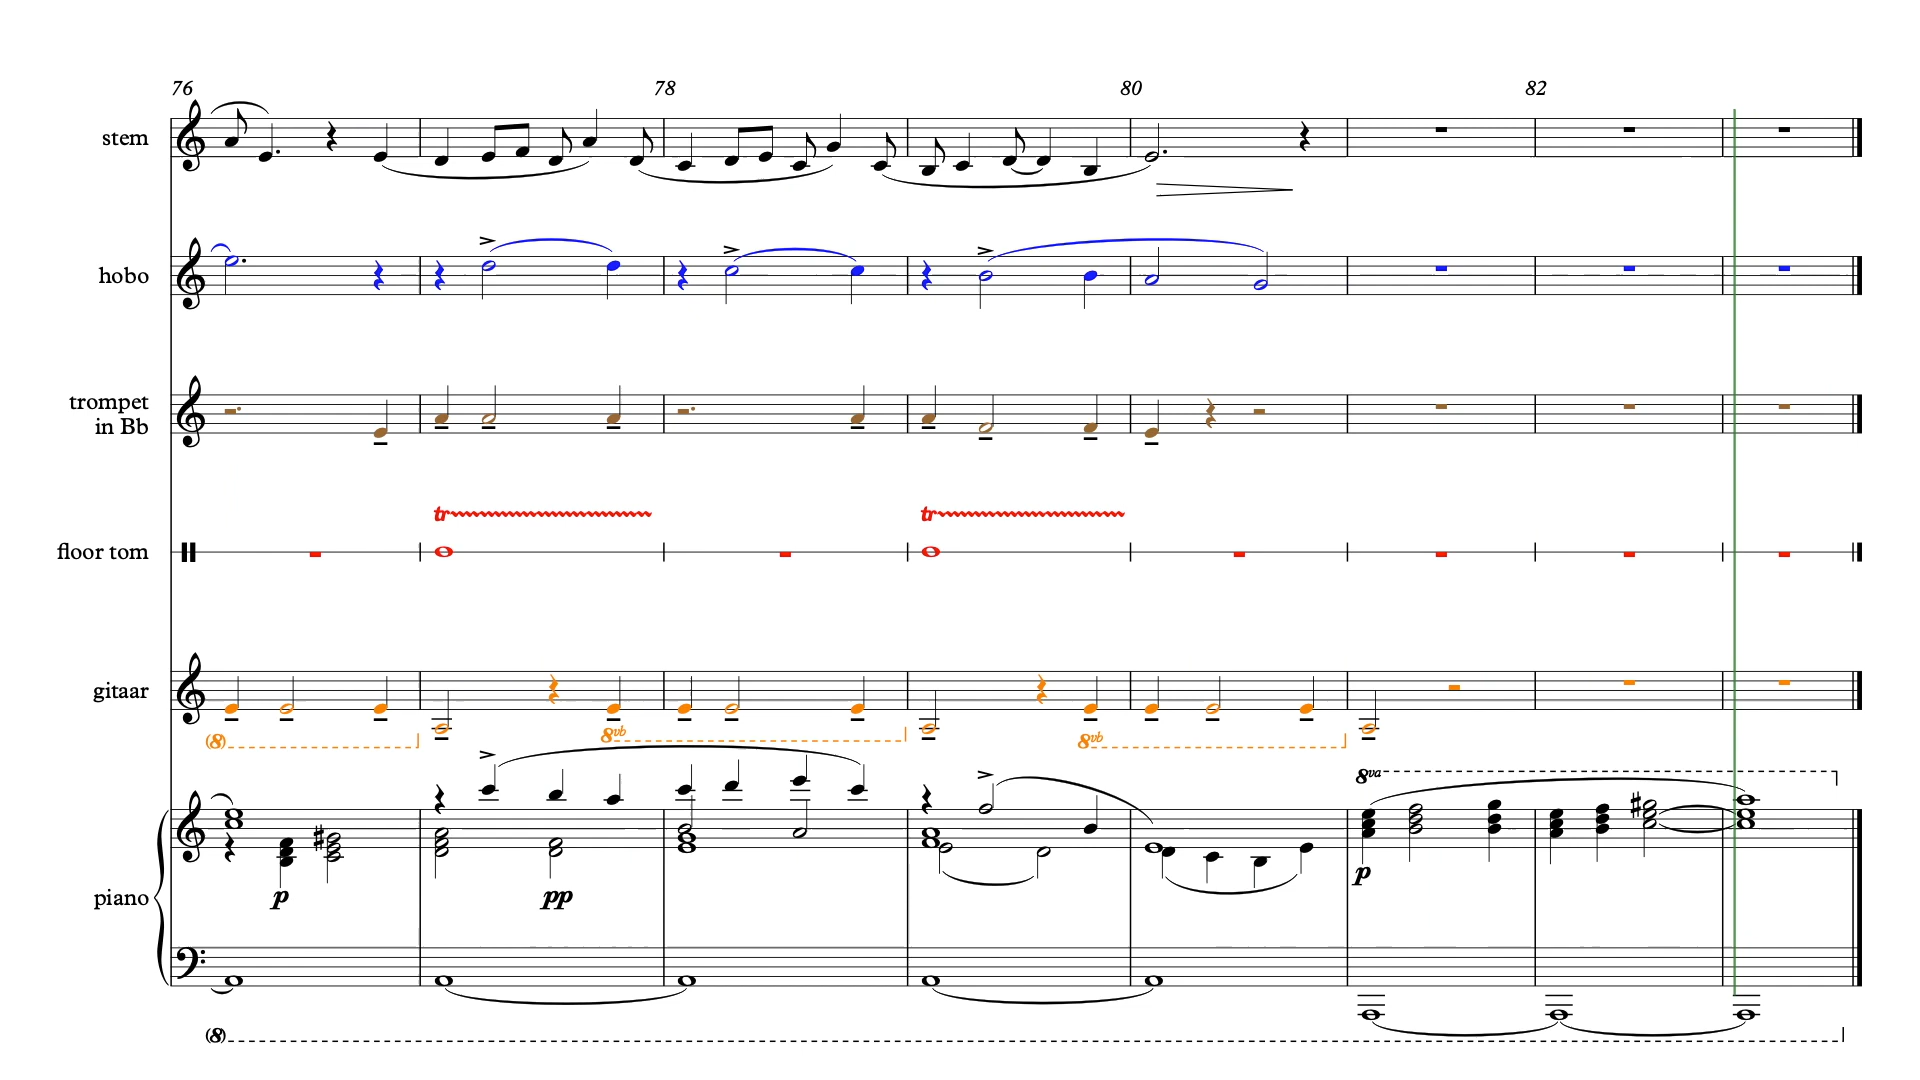 76 78 80 82
stem
hobo
trompet
in Bb
tr tr
floor tom
gitaar
(8) 8vb 8vb
8va
p pp p
piano
(8)